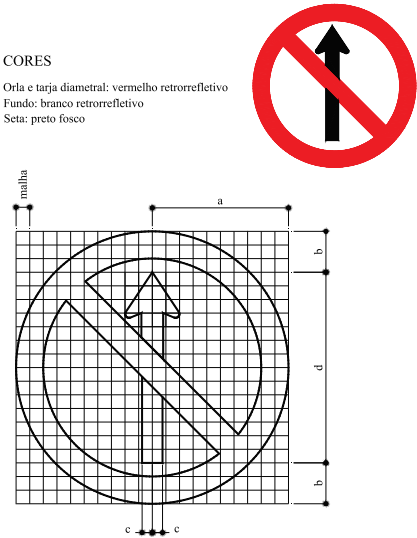 CORES
Orla e tarja diametral: vermelho retrorrefletivo
Fundo: branco retrorrefletivo
Seta: preto fosco
malha
a
b
d
b
c
c